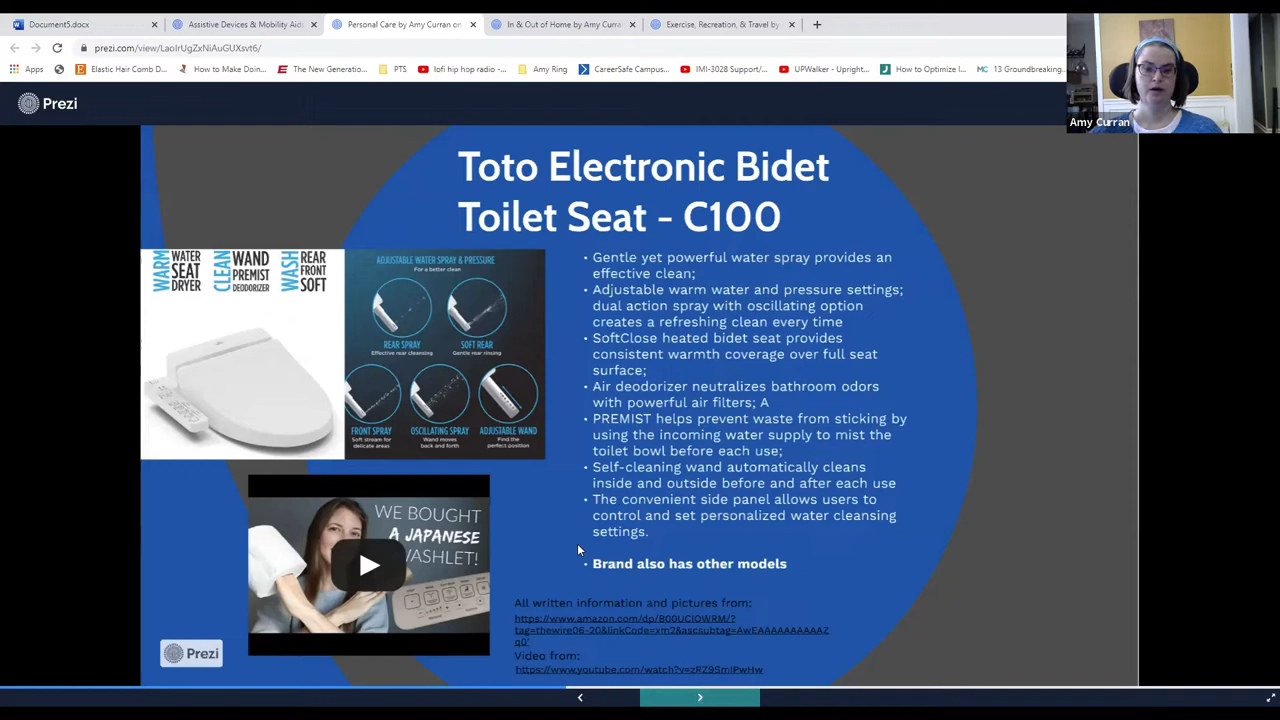 Document5.docx
Assistive Devices & Mobility Aids
Personal Care by Amy Curran on
In & Out of Home by Amy Curra
Exercise, Recreation, & Travel by
prezi.com/view/LaoIrUgZxNiAuGUXsvt6/
Apps
Elastic Hair Comb D...
How to Make Doin...
The New Generatio...
PTS
lofi hip hop radio -...
Amy Ring
CareerSafe Campus...
IMI-3028 Support/...
UPWalker - Upright...
How to Optimize I...
13 Groundbreaking...
Prezi
Amy Curran
Toto Electronic Bidet
Toilet Seat - C100
WARM WATER SEAT DRYER
CLEAN WAND PREMIST DEODORIZER
WASH REAR FRONT SOFT
ADJUSTABLE WATER SPRAY & PRESSURE
For a better clean
REAR SPRAY
Effective rear cleansing
SOFT REAR
Gentle rear rinsing
FRONT SPRAY
Soft stream for
delicate areas
OSCILLATING SPRAY
Wand moves
back and forth
ADJUSTABLE WAND
Find the
perfect position
• Gentle yet powerful water spray provides an
effective clean;
• Adjustable warm water and pressure settings;
dual action spray with oscillating option
creates a refreshing clean every time
• SoftClose heated bidet seat provides
consistent warmth coverage over full seat
surface;
• Air deodorizer neutralizes bathroom odors
with powerful air filters; A
• PREMIST helps prevent waste from sticking by
using the incoming water supply to mist the
toilet bowl before each use;
• Self-cleaning wand automatically cleans
inside and outside before and after each use
• The convenient side panel allows users to
control and set personalized water cleansing
settings.
• Brand also has other models
WE BOUGHT
A JAPANESE
WASHLET!
All written information and pictures from:
https://www.amazon.com/dp/B00UCIOWRM/?
tag=thewire06-20&linkCode=xm2&ascsubtag=AwEAAAAAAAAAZ
q0'
Video from:
https://www.youtube.com/watch?v=zRZ9SmIPwHw
Prezi